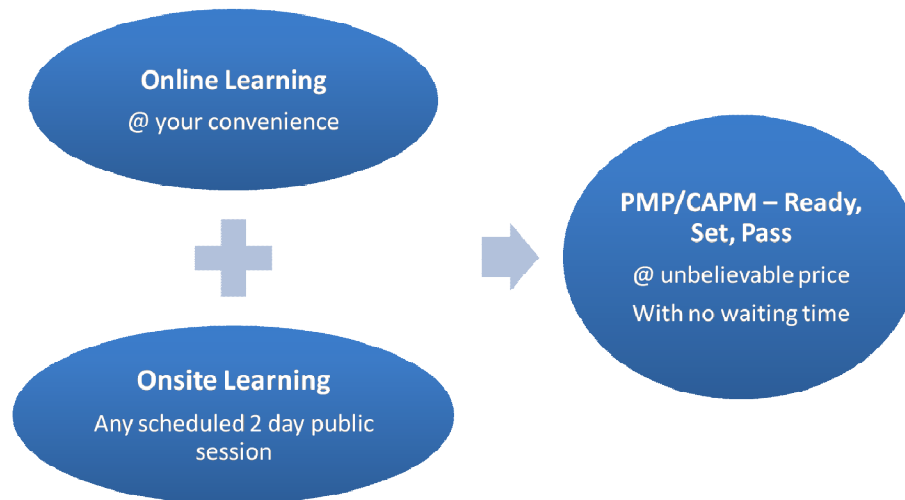 Online Learning
@ your convenience
Onsite Learning
Any scheduled 2 day public
session
PMP/CAPM – Ready,
Set, Pass
@ unbelievable price
With no waiting time